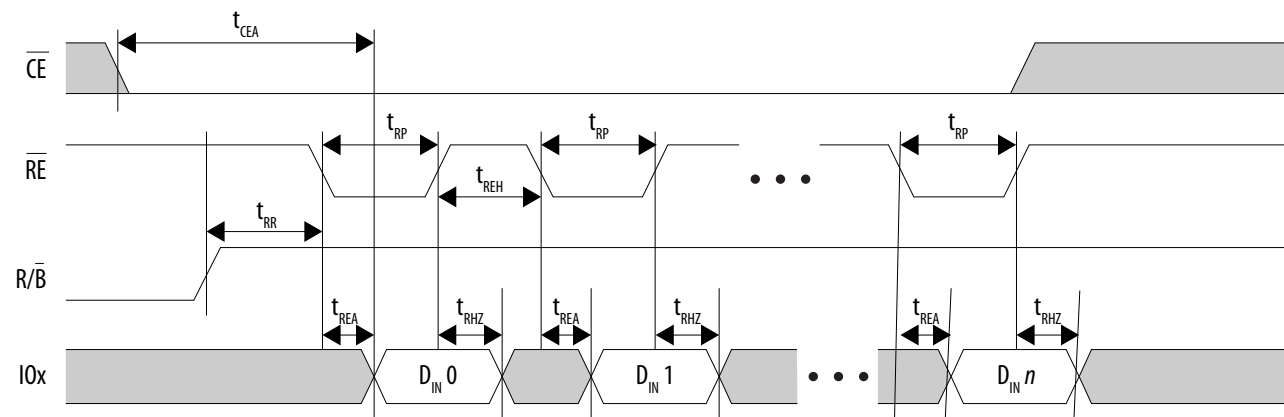 tCEA
CE
tRP tRP tRP
RE
• • •
tREH
tRR
R/B
tREA tRHZ tREA tRHZ tREA tRHZ
IOx DIN 0 DIN 1 • • • DIN n